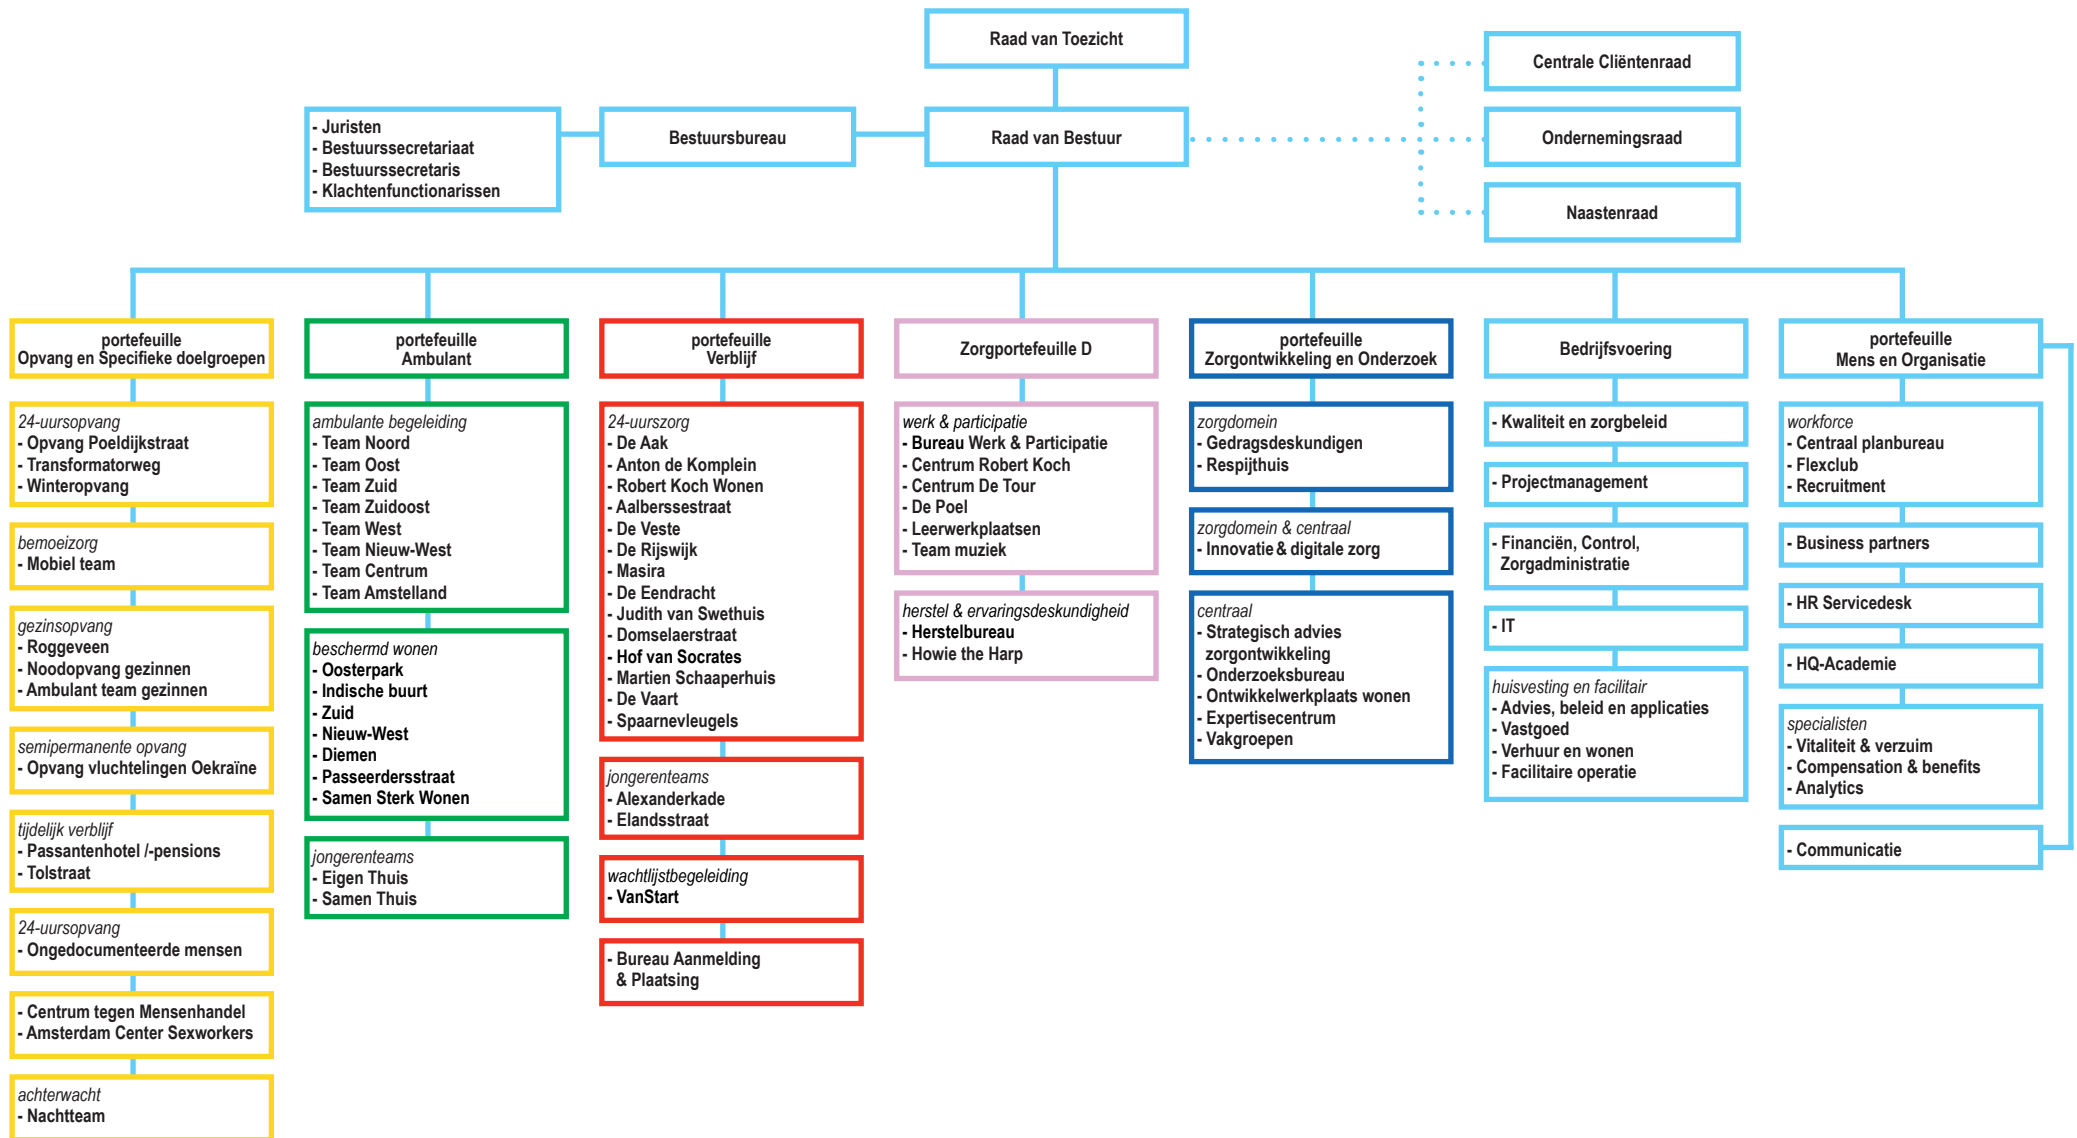 Raad van Toezicht
Centrale Cliëntenraad
- Juristen
- Bestuurssecretariaat
- Bestuurssecretaris
- Klachtenfunctionarissen
Bestuursbureau
Raad van Bestuur
Ondernemingsraad
Naastenraad
portefeuille
Opvang en Specifieke doelgroepen
24-uursopvang
- Opvang Poeldijkstraat
- Transformatorweg
- Winteropvang
bemoeizorg
- Mobiel team
gezinsopvang
- Roggeveen
- Noodopvang gezinnen
- Ambulant team gezinnen
semipermanente opvang
- Opvang vluchtelingen Oekraïne
tijdelijk verblijf
- Passantenhotel /-pensions
- Tolstraat
24-uursopvang
- Ongedocumenteerde mensen
- Centrum tegen Mensenhandel
- Amsterdam Center Sexworkers
achterwacht
- Nachtteam
portefeuille
Ambulant
ambulante begeleiding
- Team Noord
- Team Oost
- Team Zuid
- Team Zuidoost
- Team West
- Team Nieuw-West
- Team Centrum
- Team Amstelland
beschermd wonen
- Oosterpark
- Indische buurt
- Zuid
- Nieuw-West
- Diemen
- Passeerdersstraat
- Samen Sterk Wonen
jongerenteams
- Eigen Thuis
- Samen Thuis
portefeuille
Verblijf
24-uurszorg
- De Aak
- Anton de Komplein
- Robert Koch Wonen
- Aalberssestraat
- De Veste
- De Rijswijk
- Masira
- De Eendracht
- Judith van Swethuis
- Domselaerstraat
- Hof van Socrates
- Martien Schaaperhuis
- De Vaart
- Spaarnevleugels
jongerenteams
- Alexanderkade
- Elandsstraat
wachtlijstbegeleiding
- VanStart
- Bureau Aanmelding
& Plaatsing
Zorgportefeuille D
werk & participatie
- Bureau Werk & Participatie
- Centrum Robert Koch
- Centrum De Tour
- De Poel
- Leerwerkplaatsen
- Team muziek
herstel & ervaringsdeskundigheid
- Herstelbureau
- Howie the Harp
portefeuille
Zorgontwikkeling en Onderzoek
zorgdomein
- Gedragsdeskundigen
- Respijthuis
zorgdomein & centraal
- Innovatie & digitale zorg
centraal
- Strategisch advies
zorgontwikkeling
- Onderzoeksbureau
- Ontwikkelwerkplaats wonen
- Expertisecentrum
- Vakgroepen
Bedrijfsvoering
- Kwaliteit en zorgbeleid
- Projectmanagement
- Financiën, Control,
Zorgadministratie
- IT
huisvesting en facilitair
- Advies, beleid en applicaties
- Vastgoed
- Verhuur en wonen
- Facilitaire operatie
portefeuille
Mens en Organisatie
workforce
- Centraal planbureau
- Flexclub
- Recruitment
- Business partners
- HR Servicedesk
- HQ-Academie
specialisten
- Vitaliteit & verzuim
- Compensation & benefits
- Analytics
- Communicatie